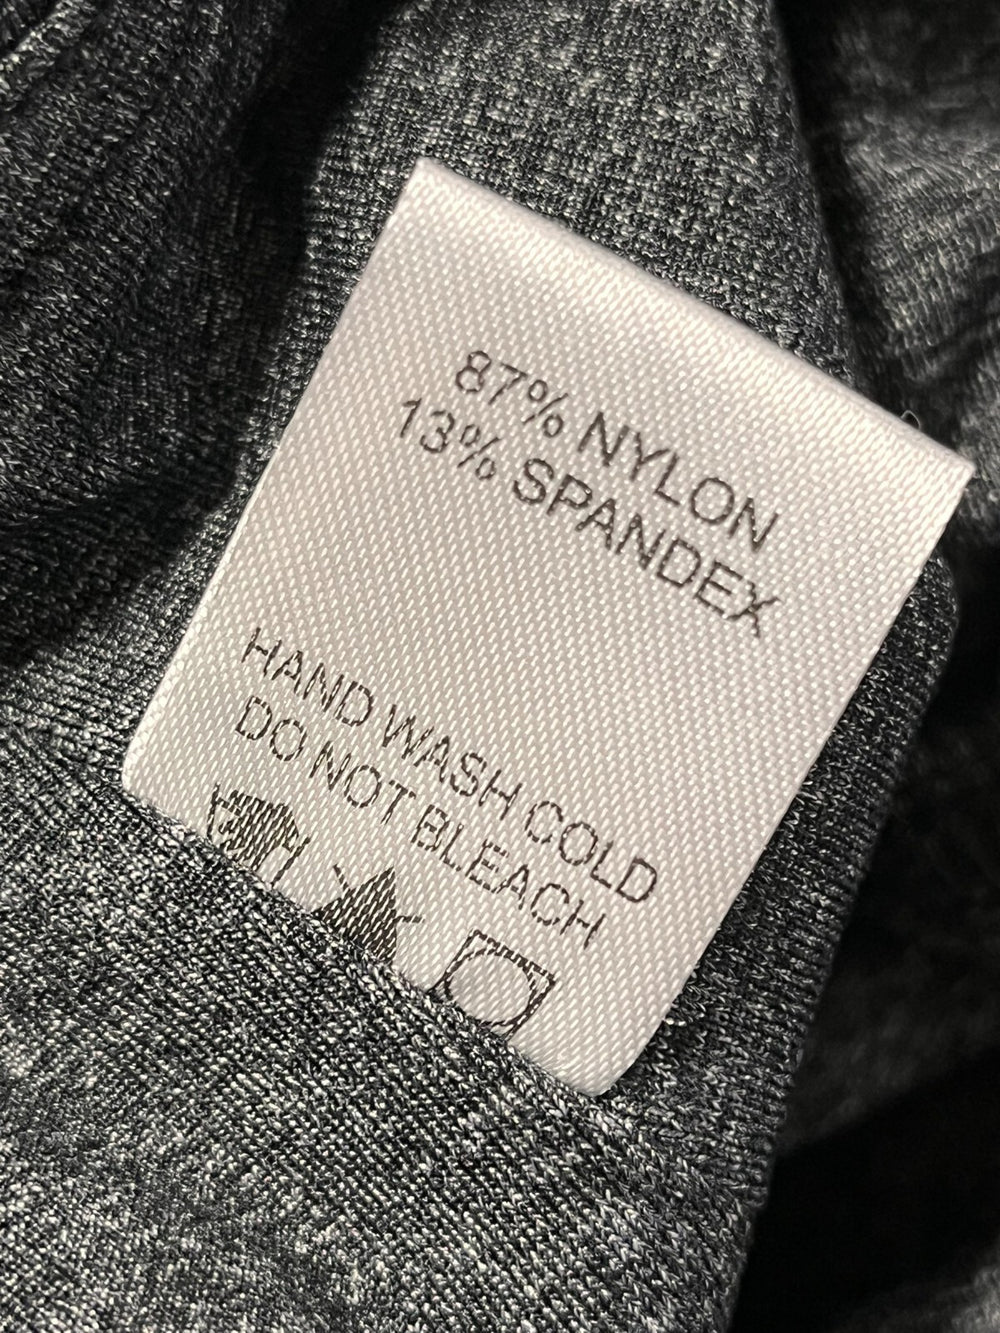 87% NYLON
13% SPANDEX
HAND WASH COLD
DO NOT BLEACH